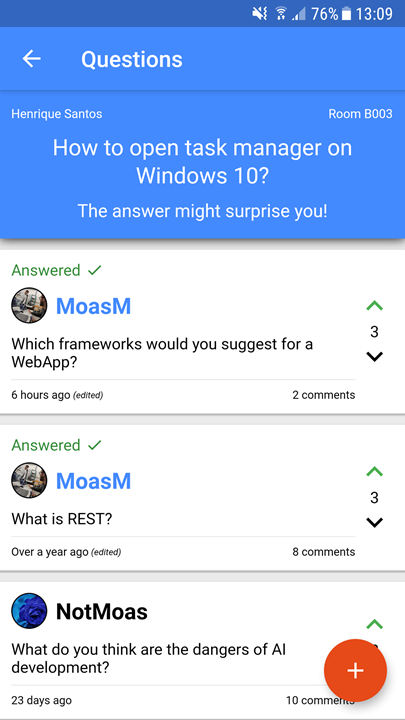 76% 13:09
Questions
Henrique Santos Room B003
How to open task manager on
Windows 10?
The answer might surprise you!
Answered
MoasM
3
Which frameworks would you suggest for a
WebApp?
6 hours ago (edited) 2 comments
Answered
MoasM
3
What is REST?
Over a year ago (edited) 8 comments
NotMoas
What do you think are the dangers of AI
development?
23 days ago 10 comments